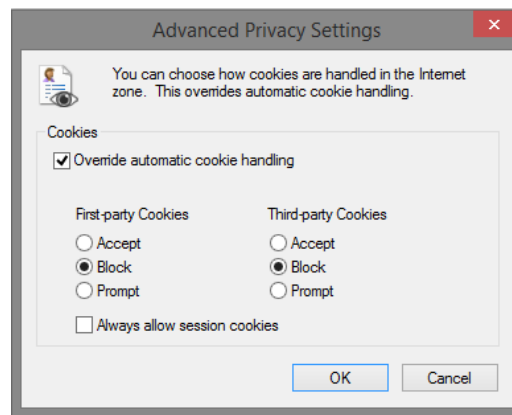 Advanced Privacy Settings
You can choose how cookies are handled in the Internet
zone.  This overrides automatic cookie handling.
Cookies
Override automatic cookie handling
First-party Cookies Third-party Cookies
Accept Accept
Block Block
Prompt Prompt
Always allow session cookies
OK Cancel